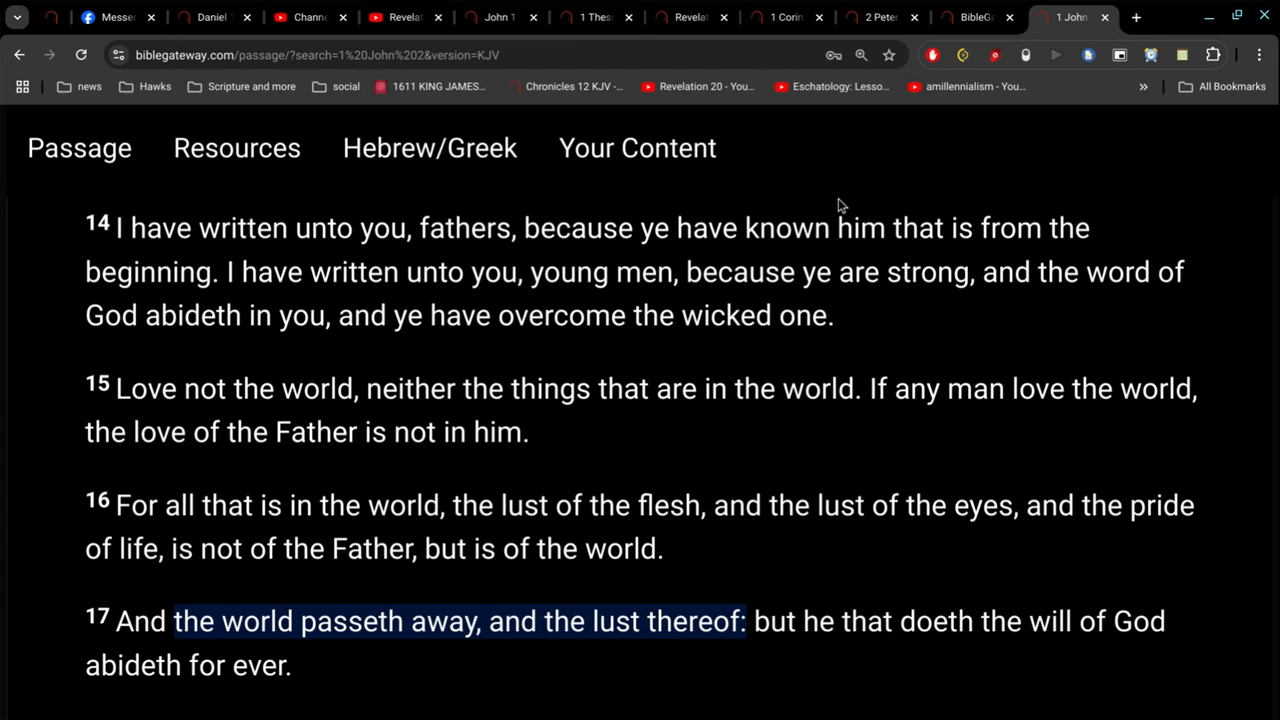 Messer
Daniel
Chann
Revelat
John 1
1 Thes
Revelat
1 Corin
2 Peter
BibleGa
1 John
biblegateway.com/passage/?search=1%20John%202&version=KJV
news
Hawks
Scripture and more
social
1611 KING JAMES...
Chronicles 12 KJV -...
Revelation 20 - You...
Eschatology: Lesso...
amillennialism - You...
»
All Bookmarks
Passage
Resources
Hebrew/Greek
Your Content
14 I have written unto you, fathers, because ye have known him that is from the
beginning. I have written unto you, young men, because ye are strong, and the word of
God abideth in you, and ye have overcome the wicked one.
15 Love not the world, neither the things that are in the world. If any man love the world,
the love of the Father is not in him.
16 For all that is in the world, the lust of the flesh, and the lust of the eyes, and the pride
of life, is not of the Father, but is of the world.
17 And the world passeth away, and the lust thereof: but he that doeth the will of God
abideth for ever.